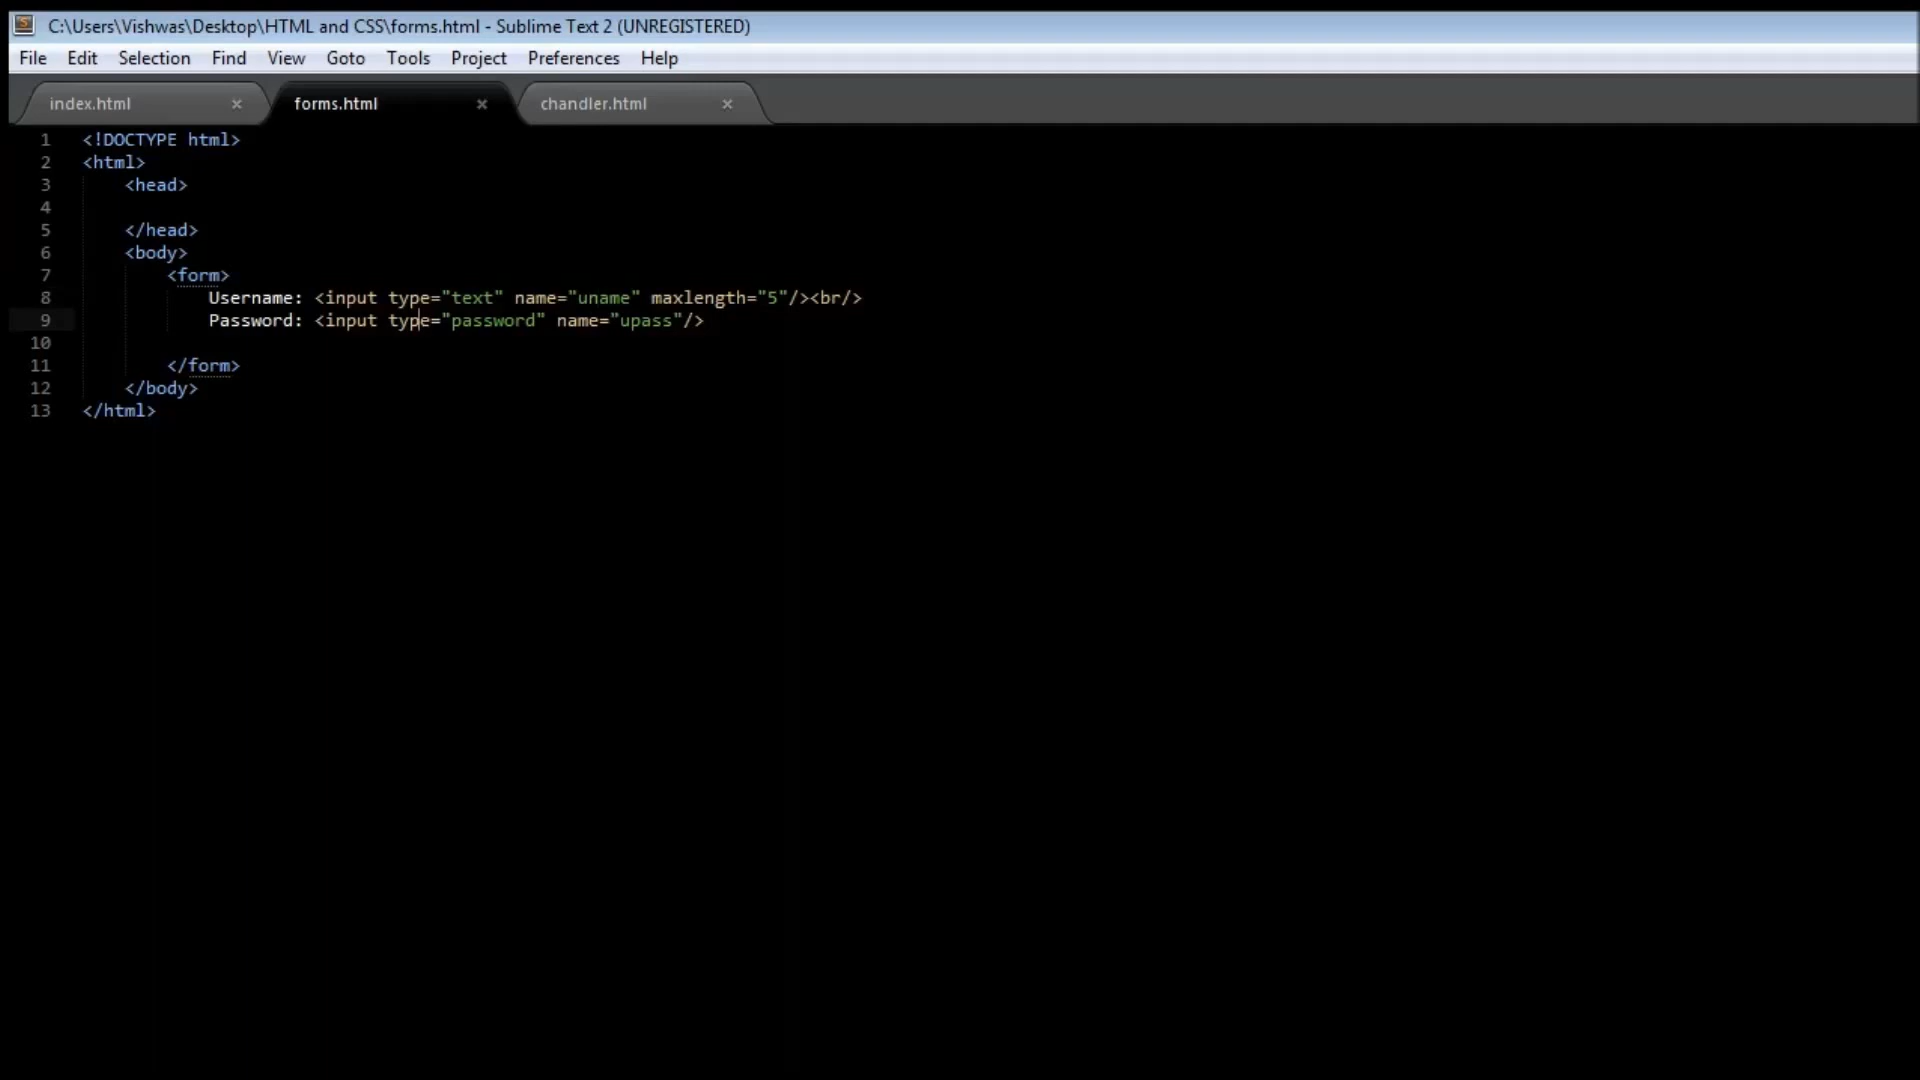 C:\Users\Vishwas\Desktop\HTML and CSS\forms.html - Sublime Text 2 (UNREGISTERED)
File Edit Selection Find View Goto Tools Project Preferences Help
index.html × forms.html × chandler.html ×
1 <!DOCTYPE html>
2 <html>
3     <head>
4
5     </head>
6     <body>
7         <form>
8             Username: <input type="text" name="uname" maxlength="5"/><br/>
9             Password: <input type="password" name="upass"/>
10
11         </form>
12     </body>
13 </html>